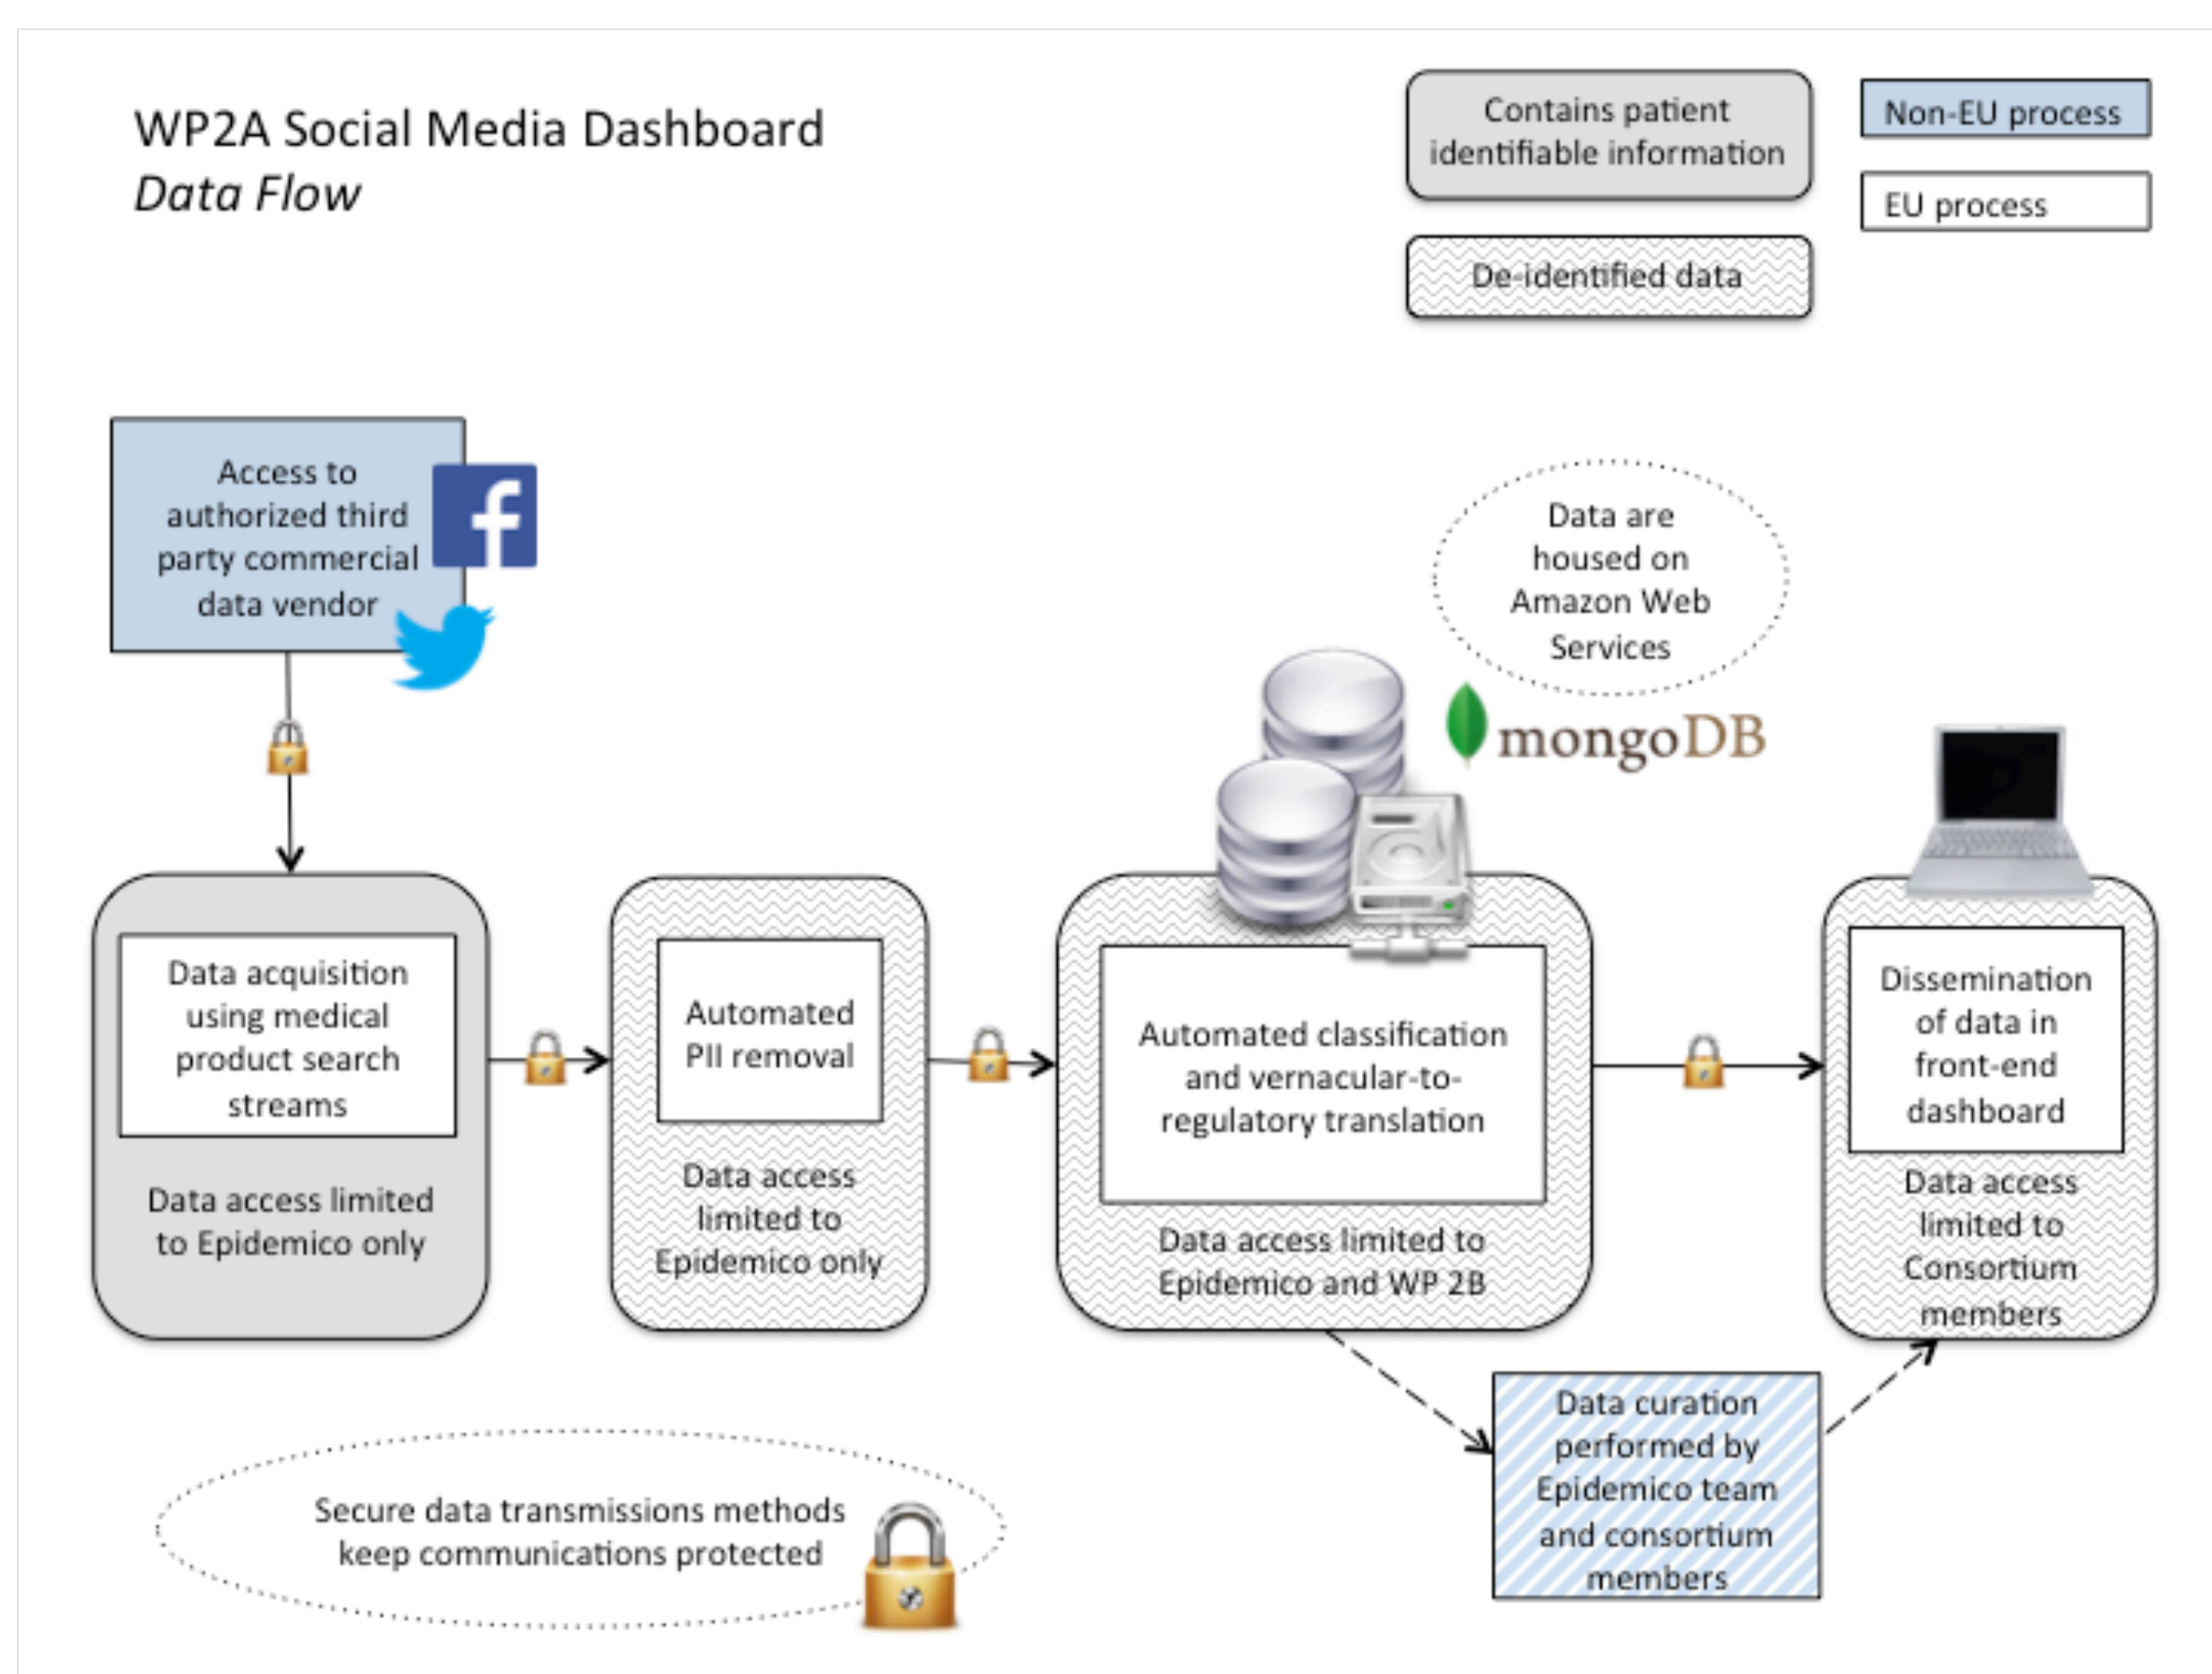 WP2A Social Media Dashboard
Data Flow
Contains patient
identifiable information
De-identified data
Non-EU process
EU process
Access to
authorized third
party commercial
data vendor
f
Data are
housed on
Amazon Web
Services
mongoDB
Data acquisition
using medical
product search
streams
Data access limited
to Epidemico only
Automated
PII removal
Data access
limited to
Epidemico only
Automated classification
and vernacular-to-
regulatory translation
Data access limited to
Epidemico and WP 2B
Dissemination
of data in
front-end
dashboard
Data access
limited to
Consortium
members
Data curation
performed by
Epidemico team
and consortium
members
Secure data transmissions methods
keep communications protected